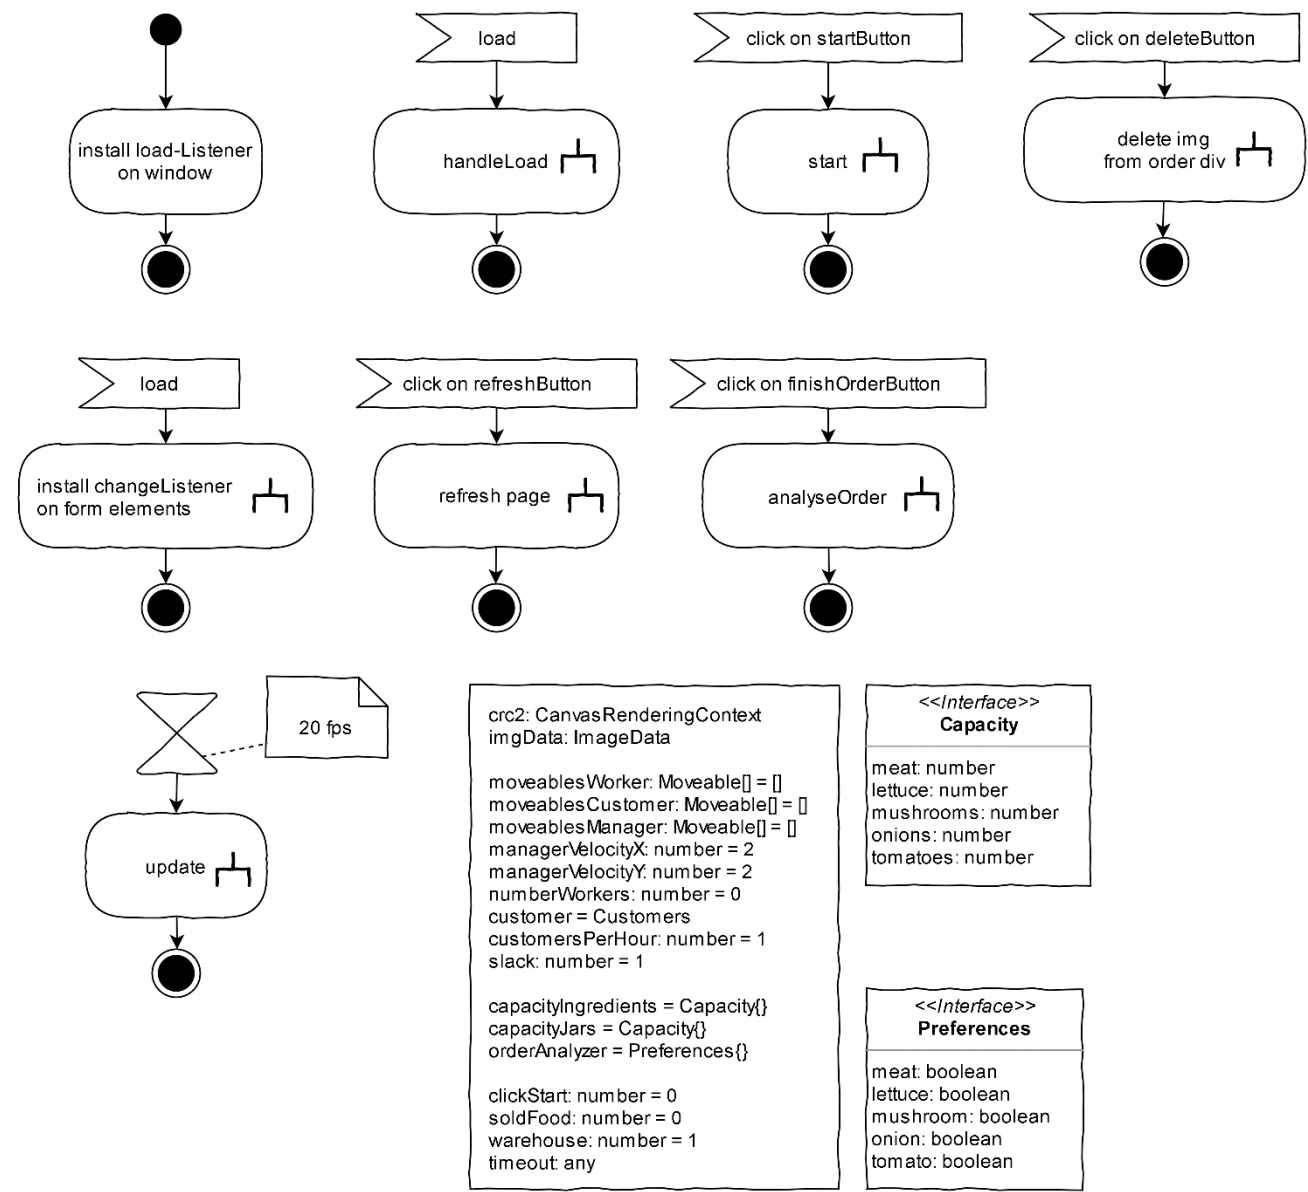 load
click on startButton
click on deleteButton
install load-Listener
on window
handleLoad
start
delete img
from order div
load
click on refreshButton
click on finishOrderButton
install changeListener
on form elements
refresh page
analyseOrder
20 fps
update
crc2: CanvasRenderingContext
imgData: ImageData
moveablesWorker: Moveable[] = []
moveablesCustomer: Moveable[] = []
moveablesManager: Moveable[] = []
managerVelocityX: number = 2
managerVelocityY: number = 2
numberWorkers: number = 0
customer = Customers
customersPerHour: number = 1
slack: number = 1
capacityIngredients = Capacity{}
capacityJars = Capacity{}
orderAnalyzer = Preferences{}
clickStart: number = 0
soldFood: number = 0
warehouse: number = 1
timeout: any
<<Interface>>
Capacity
meat: number
lettuce: number
mushrooms: number
onions: number
tomatoes: number
<<Interface>>
Preferences
meat: boolean
lettuce: boolean
mushroom: boolean
onion: boolean
tomato: boolean